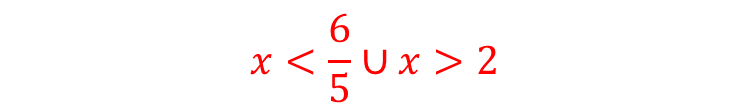 x < 6/5 ∪ x > 2